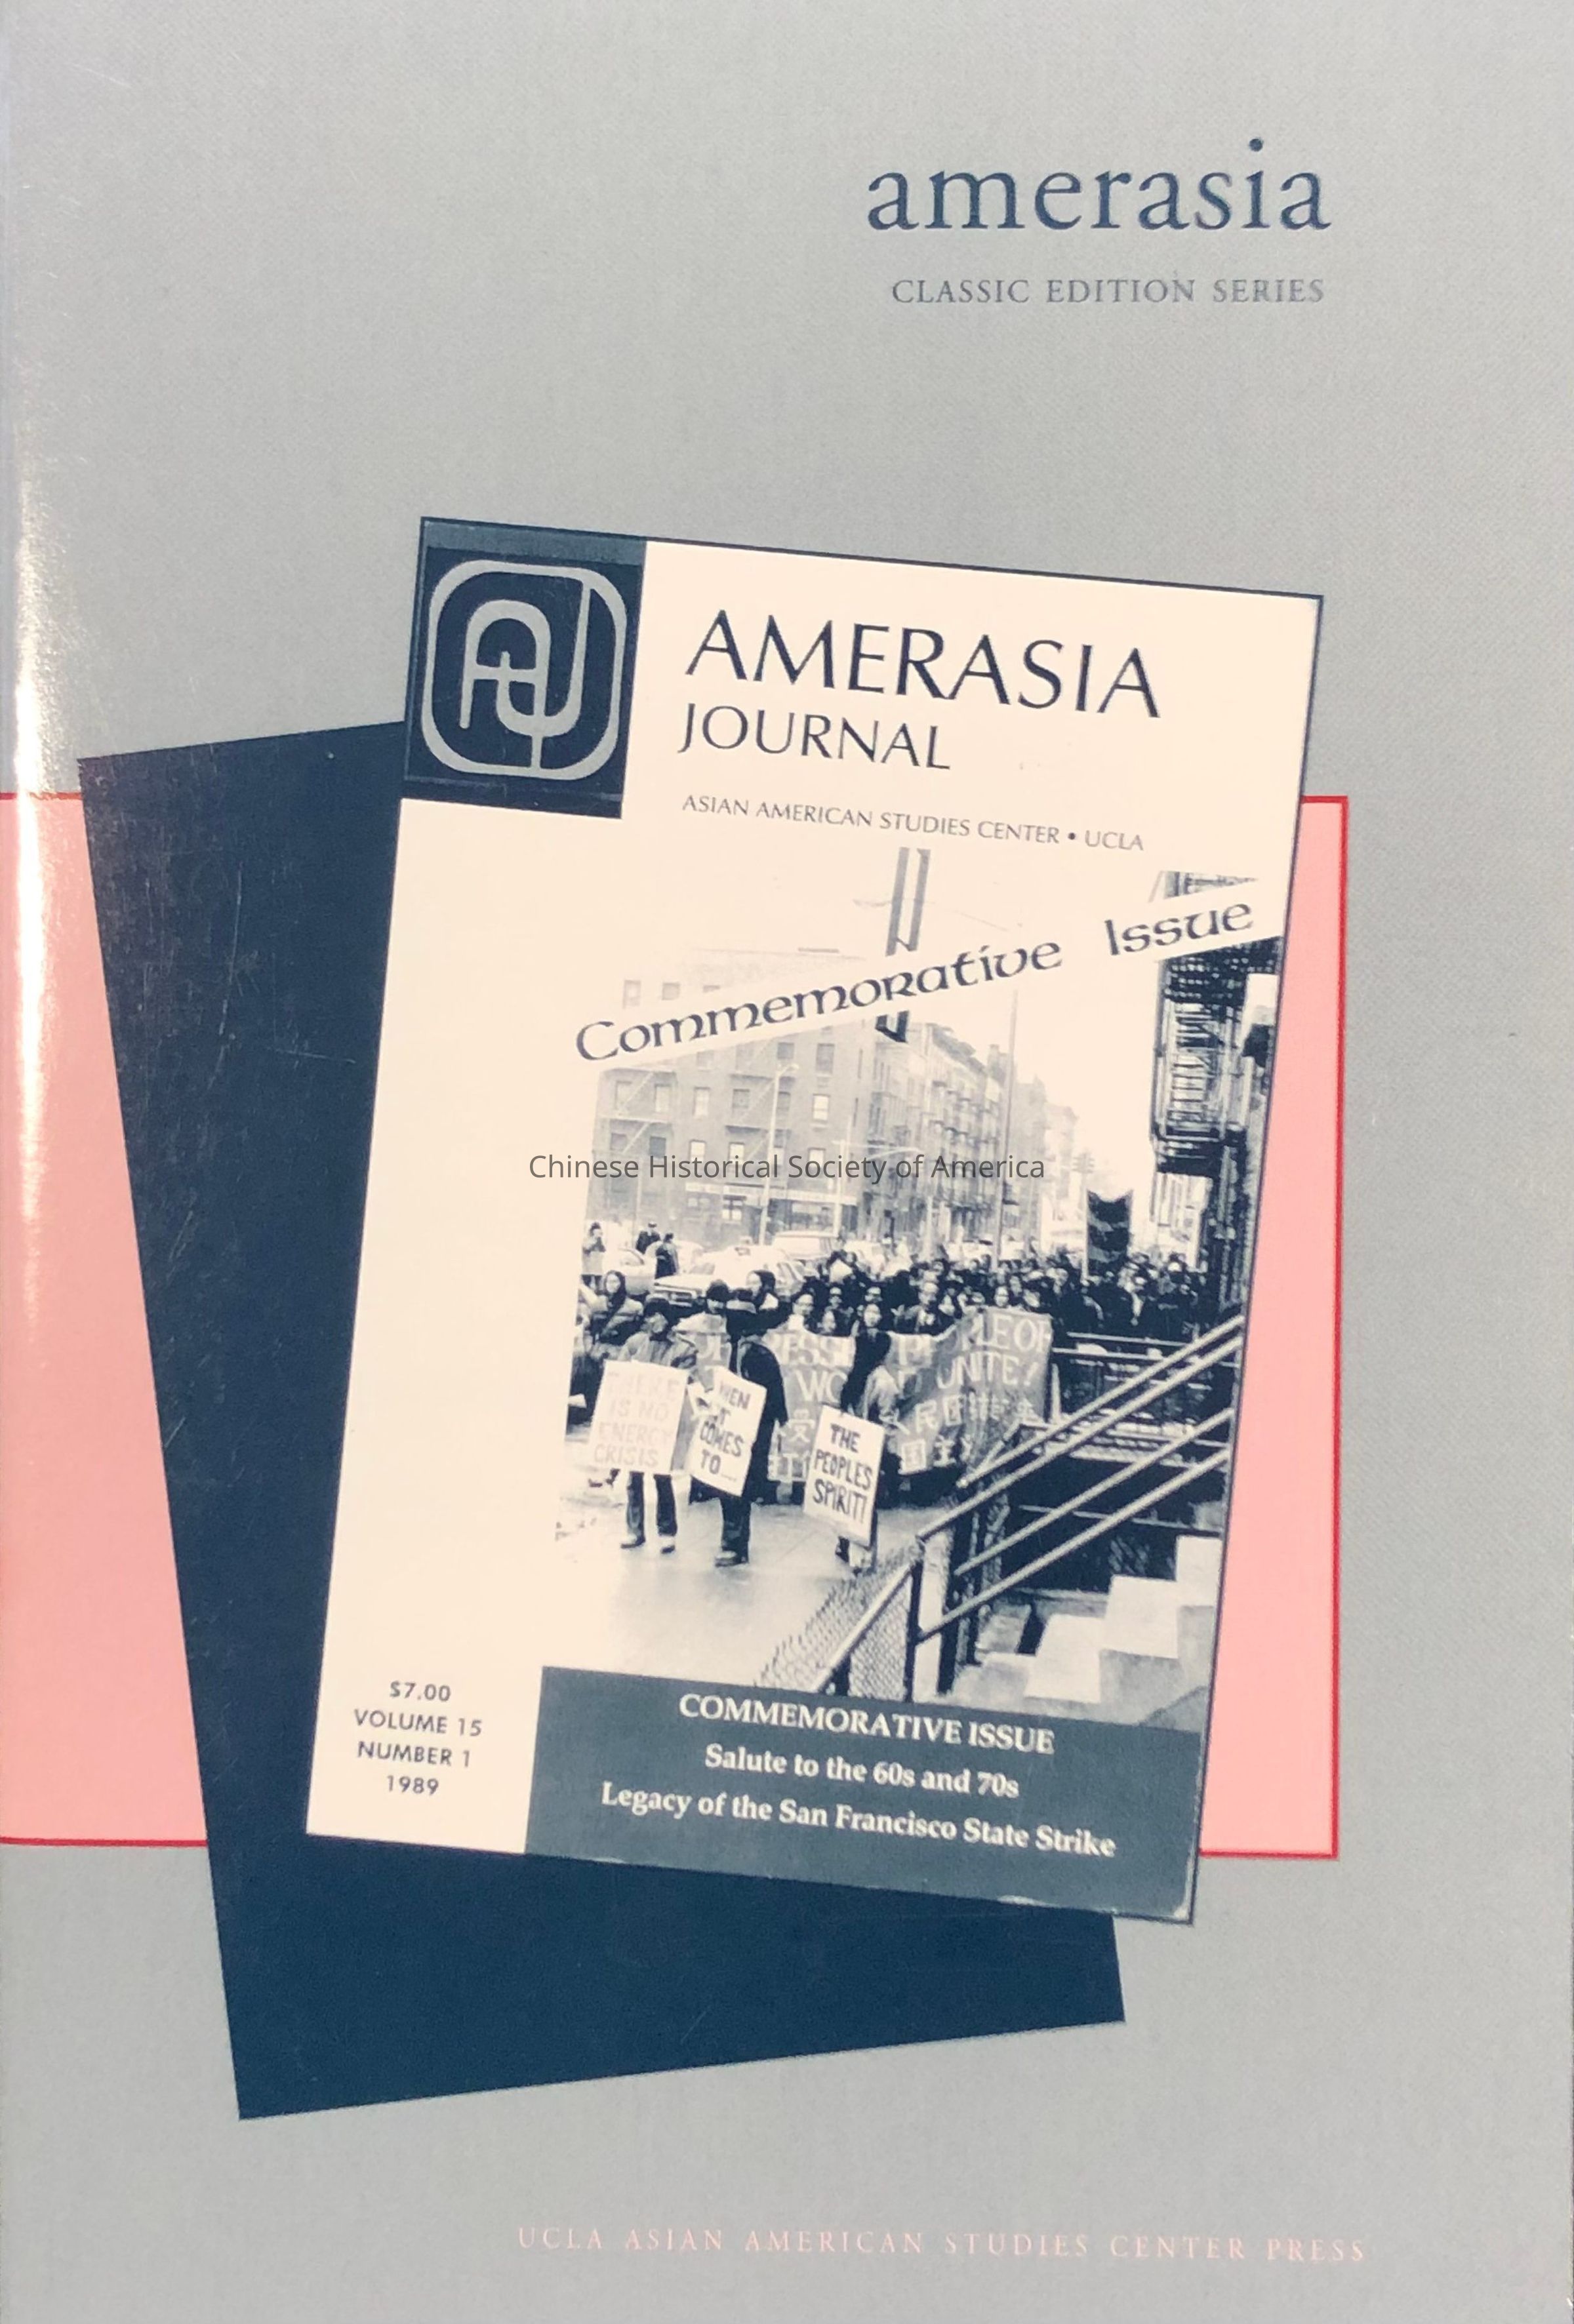 amerasia
CLASSIC EDITION SERIES
AJ
AMERASIA
JOURNAL
ASIAN AMERICAN STUDIES CENTER • UCLA
Commemorative Issue
Chinese Historical Society of America
UNITE!
THERE
IS NO
ENERGY
CRISIS
WHEN
IT
COMES
TO....
THE
PEOPLES
SPIRIT!
$7.00
VOLUME 15
NUMBER 1
1989
COMMEMORATIVE ISSUE
Salute to the 60s and 70s
Legacy of the San Francisco State Strike
UCLA ASIAN AMERICAN STUDIES CENTER PRESS